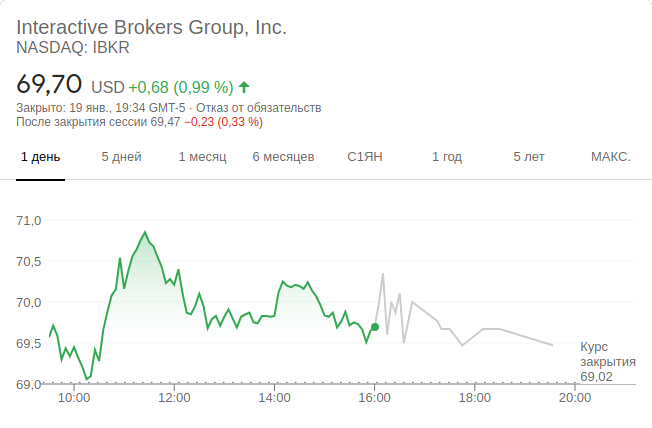 Interactive Brokers Group, Inc.
NASDAQ: IBKR
69,70 USD +0,68 (0,99 %)
Закрыто: 19 янв., 19:34 GMT-5 · Отказ от обязательств
После закрытия сессии 69,47 −0,23 (0,33 %)
1 день 5 дней 1 месяц 6 месяцев С1ЯН 1 год 5 лет МАКС.
71,0
70,5
70,0
69,5
69,0
Курс
закрытия
69,02
10:00 12:00 14:00 16:00 18:00 20:00